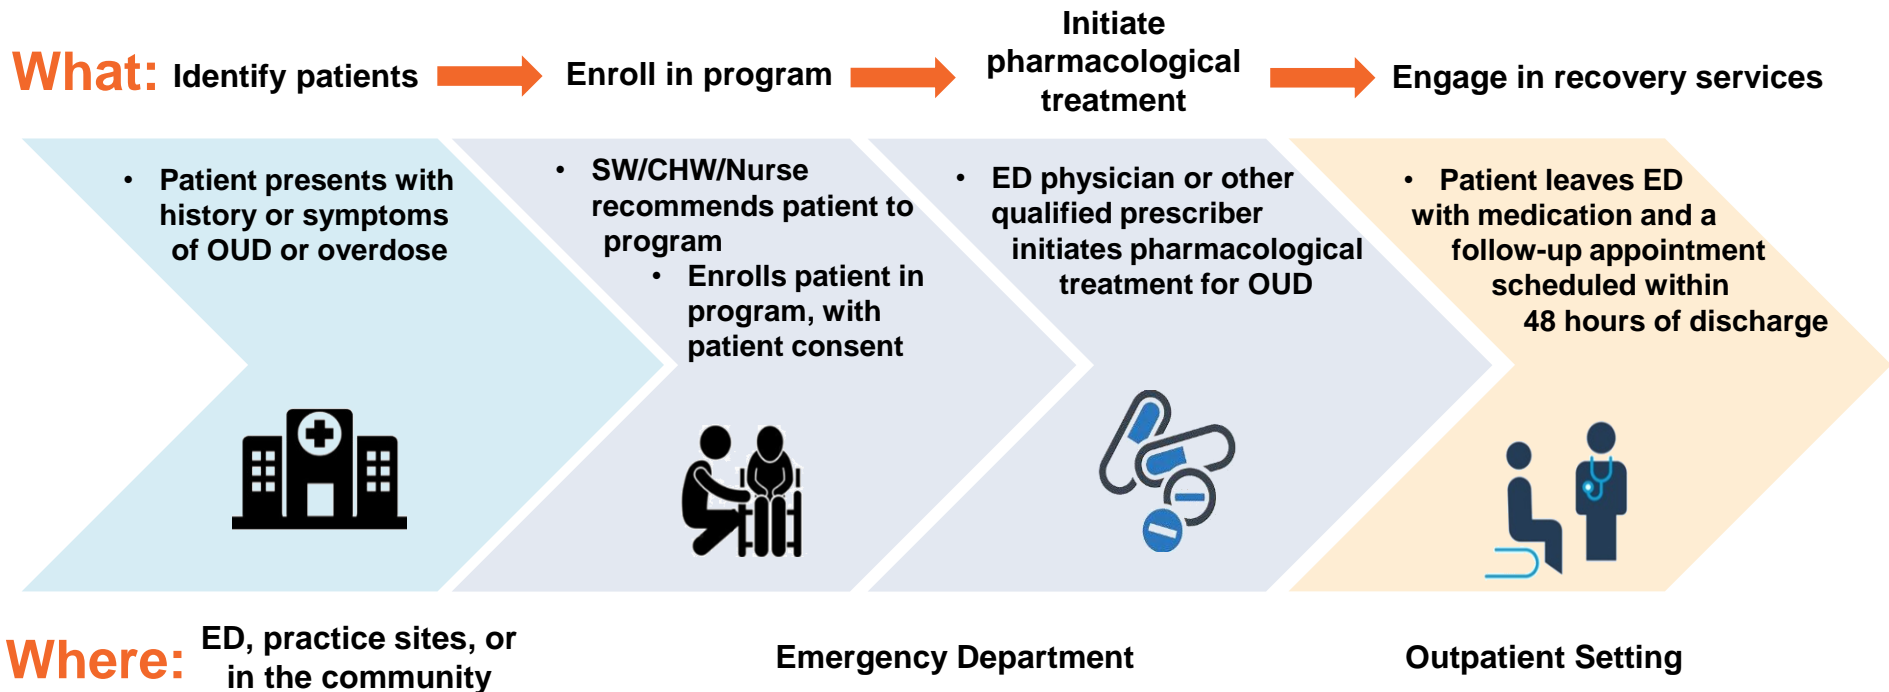 What:
Identify patients
Enroll in program
Initiate
pharmacological
treatment
Engage in recovery services
• Patient presents with
history or symptoms
of OUD or overdose
• SW/CHW/Nurse
recommends patient to
program
• Enrolls patient in
program, with
patient consent
• ED physician or other
qualified prescriber
initiates pharmacological
treatment for OUD
• Patient leaves ED
with medication and a
follow-up appointment
scheduled within
48 hours of discharge
Where:
ED, practice sites, or
in the community
Emergency Department
Outpatient Setting